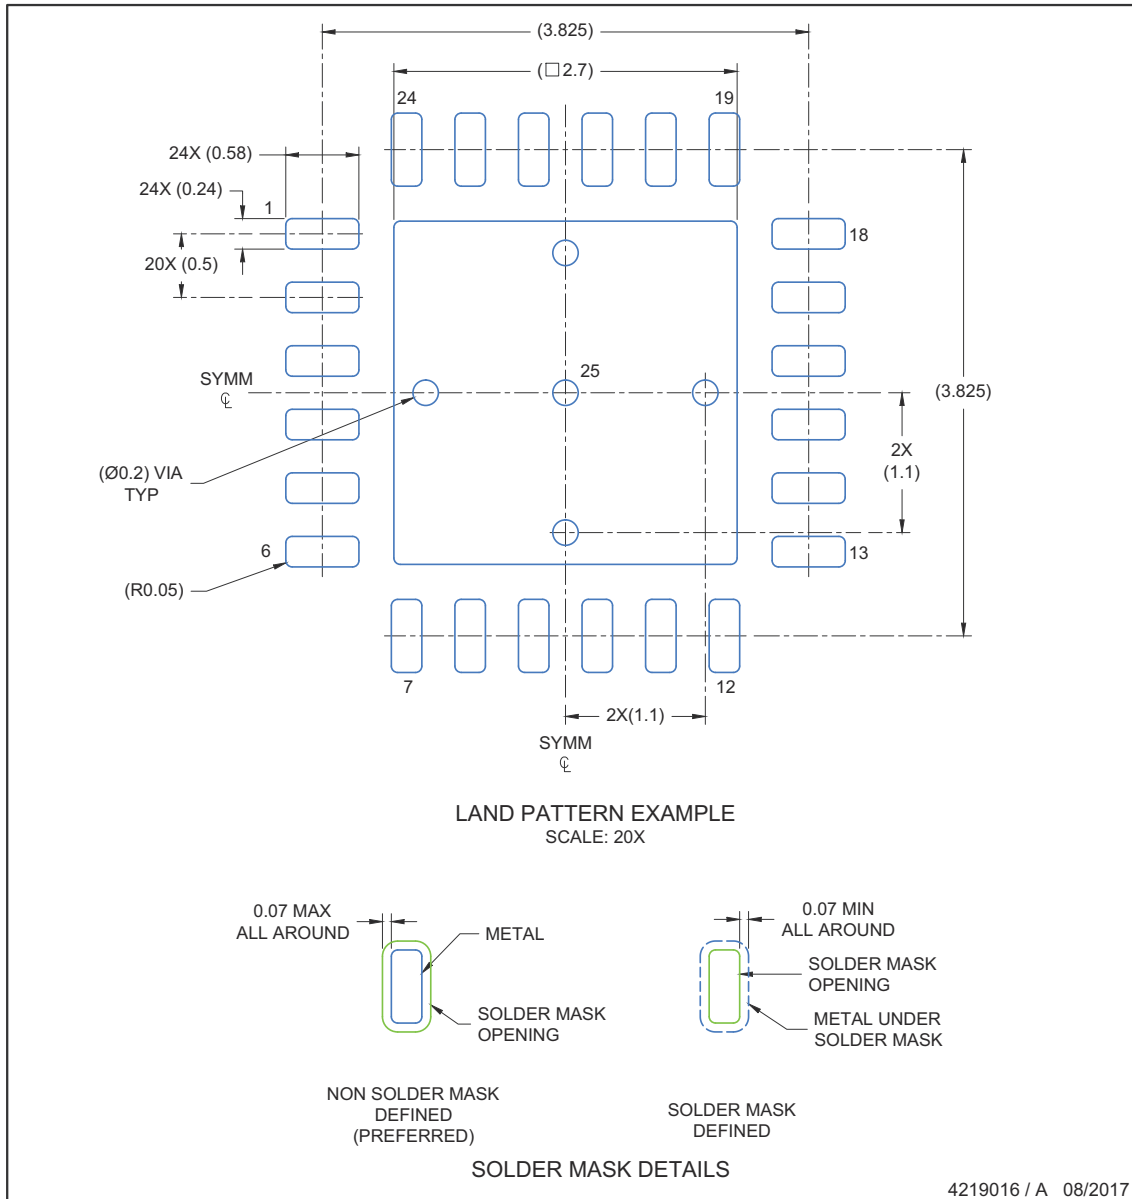 (3.825)
(□2.7)
24
19
24X (0.58)
24X (0.24)
1
18
20X (0.5)
25
SYMM
℄
(3.825)
2X
(1.1)
(Ø0.2) VIA
TYP
6
13
(R0.05)
7
12
2X(1.1)
SYMM
℄
LAND PATTERN EXAMPLE
SCALE: 20X
0.07 MAX
ALL AROUND
METAL
SOLDER MASK
OPENING
NON SOLDER MASK
DEFINED
(PREFERRED)
0.07 MIN
ALL AROUND
SOLDER MASK
OPENING
METAL UNDER
SOLDER MASK
SOLDER MASK
DEFINED
SOLDER MASK DETAILS
4219016 / A 08/2017